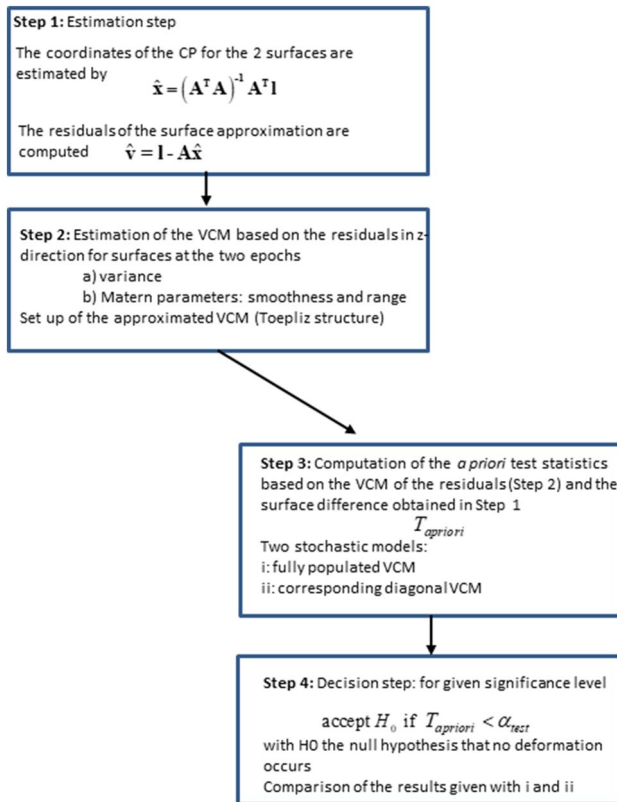 Step 1: Estimation step
The coordinates of the CP for the 2 surfaces are
estimated by
x̂ = (AᵀA)⁻¹Aᵀl
The residuals of the surface approximation are
computed v̂ = l - Ax̂
Step 2: Estimation of the VCM based on the residuals in z-
direction for surfaces at the two epochs
a) variance
b) Matern parameters: smoothness and range
Set up of the approximated VCM (Toepliz structure)
Step 3: Computation of the a priori test statistics
based on the VCM of the residuals (Step 2) and the
surface difference obtained in Step 1
T_apriori
Two stochastic models:
i: fully populated VCM
ii: corresponding diagonal VCM
Step 4: Decision step: for given significance level
accept H₀ if T_apriori < α_test
with H0 the null hypothesis that no deformation
occurs
Comparison of the results given with i and ii